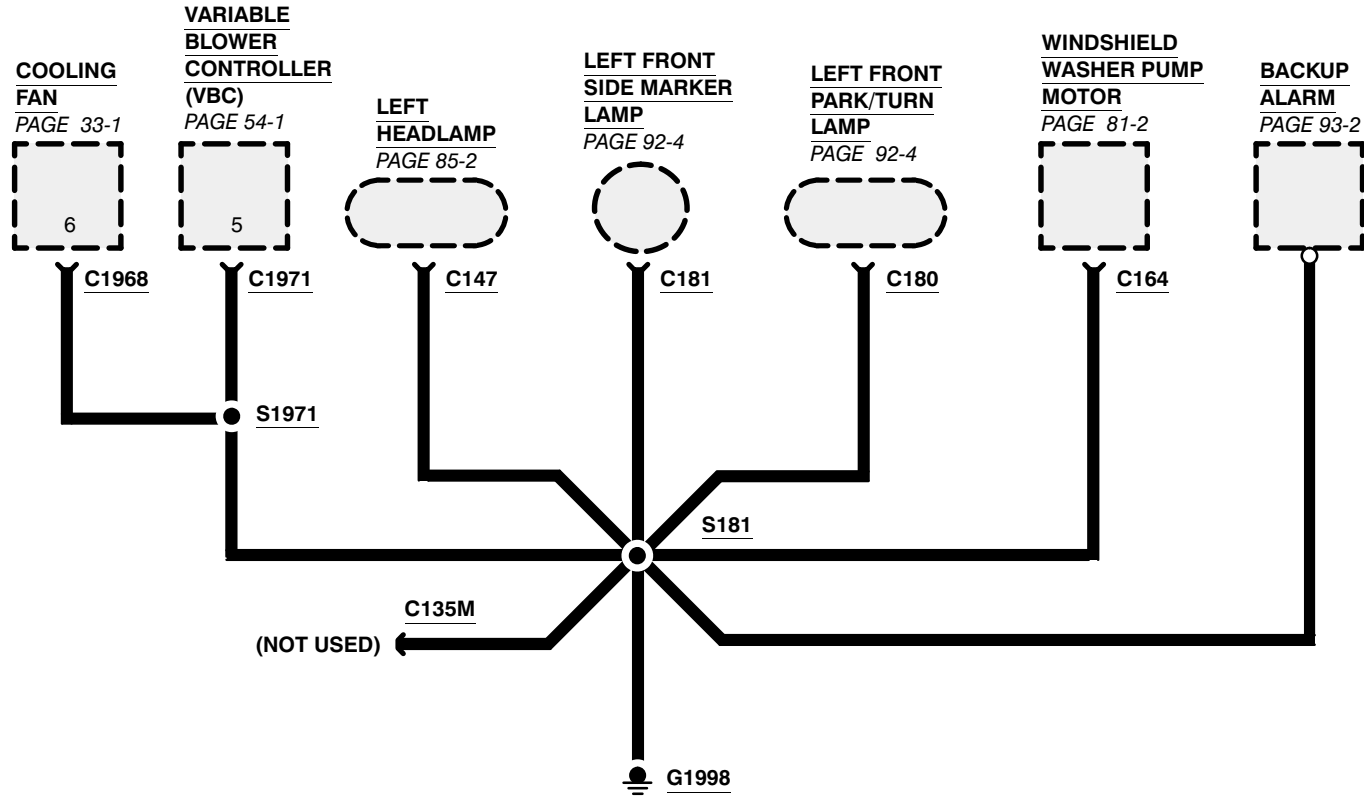 COOLING
FAN
PAGE 33-1
6
C1968
VARIABLE
BLOWER
CONTROLLER
(VBC)
PAGE 54-1
5
C1971
S1971
LEFT
HEADLAMP
PAGE 85-2
C147
LEFT FRONT
SIDE MARKER
LAMP
PAGE 92-4
C181
LEFT FRONT
PARK/TURN
LAMP
PAGE 92-4
C180
WINDSHIELD
WASHER PUMP
MOTOR
PAGE 81-2
C164
BACKUP
ALARM
PAGE 93-2
S181
C135M
(NOT USED)
G1998